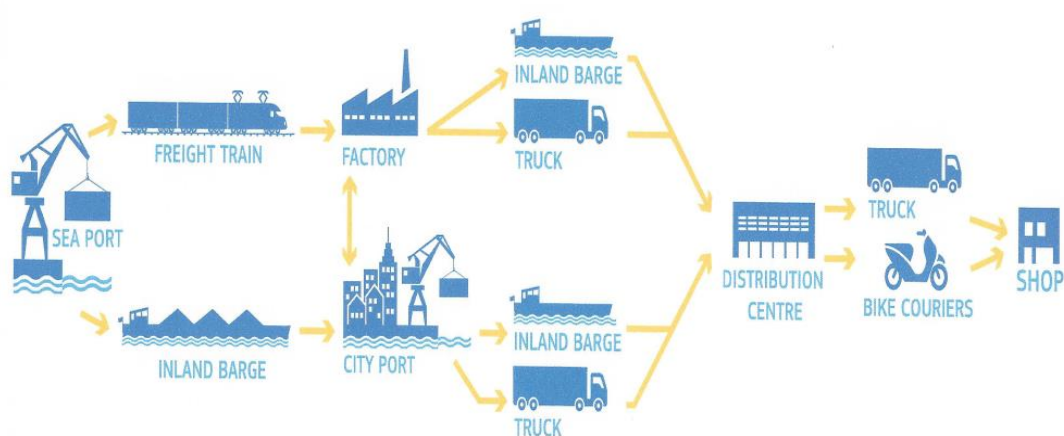 INLAND BARGE
FREIGHT TRAIN
FACTORY
TRUCK
TRUCK
SEA PORT
DISTRIBUTION
CENTRE
BIKE COURIERS
SHOP
INLAND BARGE
CITY PORT
INLAND BARGE
TRUCK